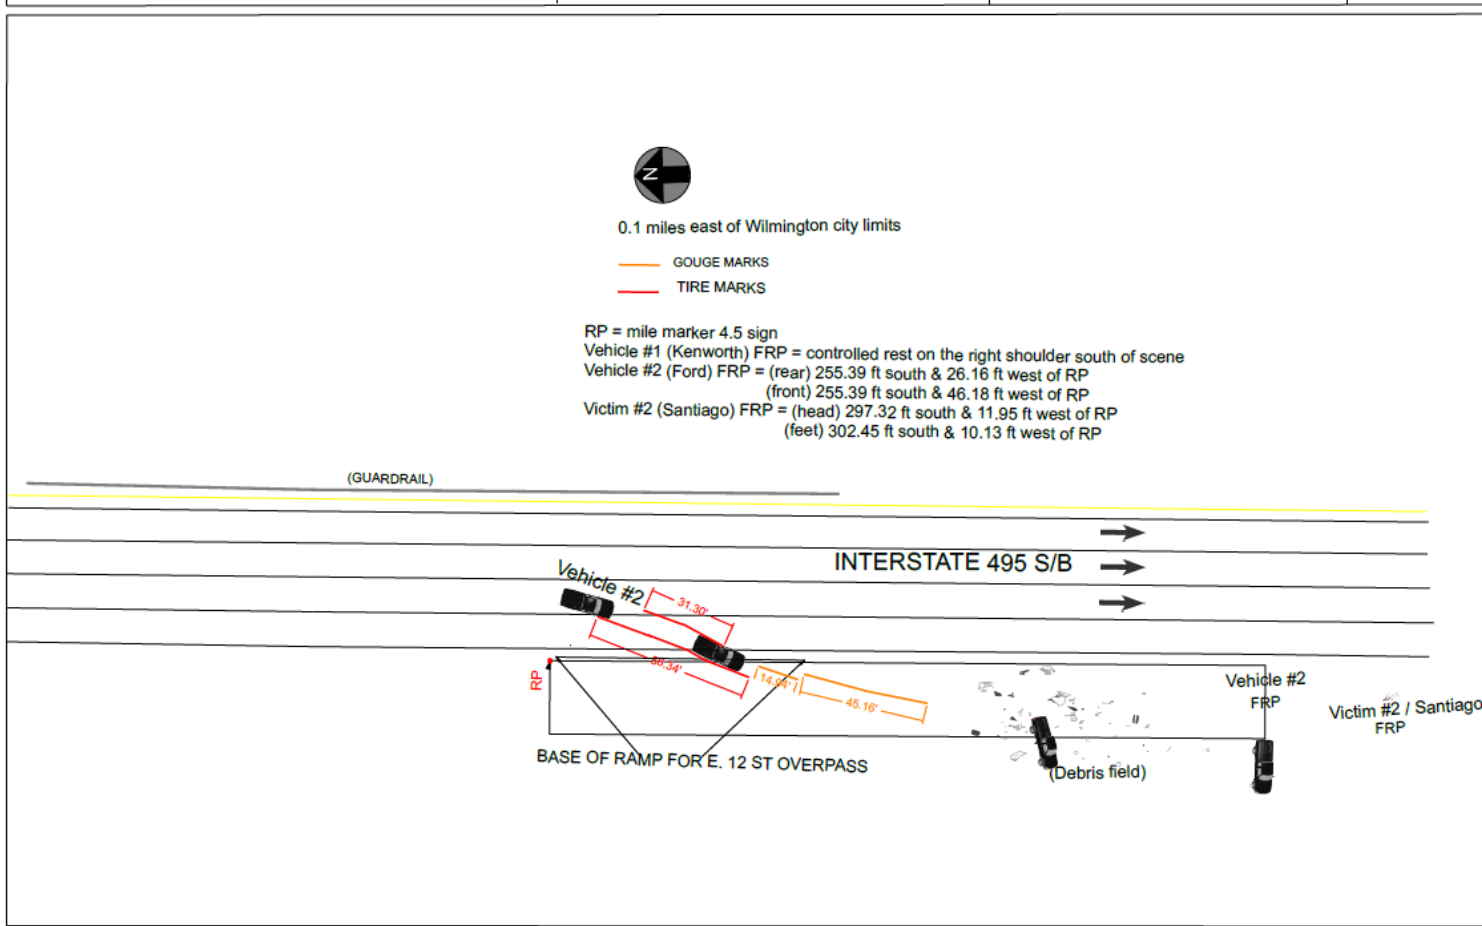 N
0.1 miles east of Wilmington city limits
GOUGE MARKS
TIRE MARKS
RP = mile marker 4.5 sign
Vehicle #1 (Kenworth) FRP = controlled rest on the right shoulder south of scene
Vehicle #2 (Ford) FRP = (rear) 255.39 ft south & 26.16 ft west of RP
(front) 255.39 ft south & 46.18 ft west of RP
Victim #2 (Santiago) FRP = (head) 297.32 ft south & 11.95 ft west of RP
(feet) 302.45 ft south & 10.13 ft west of RP
(GUARDRAIL)
INTERSTATE 495 S/B
Vehicle #2
31.30'
RP
14.94'
45.16'
Vehicle #2
FRP
Victim #2 / Santiago
FRP
BASE OF RAMP FOR E. 12 ST OVERPASS
(Debris field)